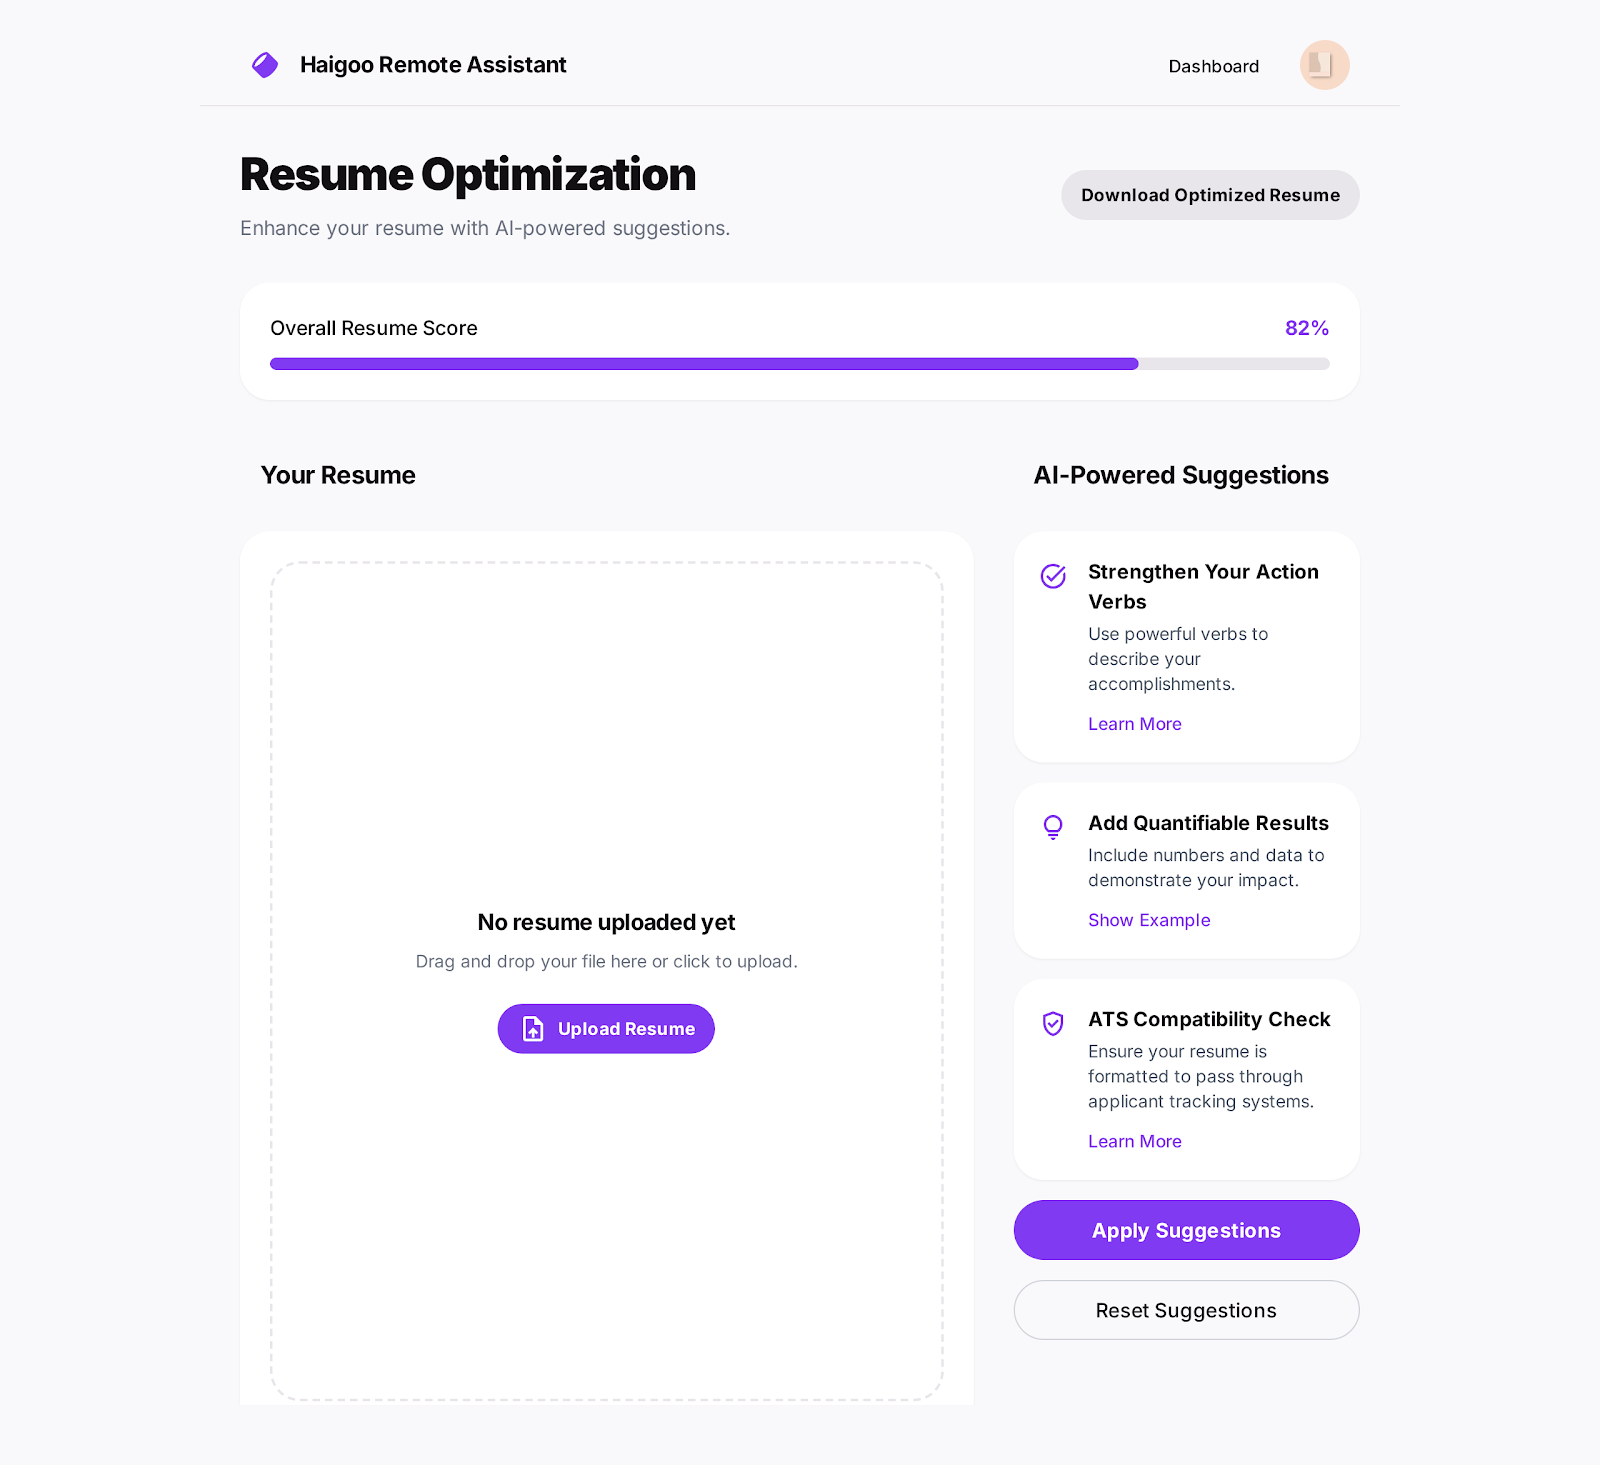 Haigoo Remote Assistant
Dashboard
Resume Optimization
Enhance your resume with AI-powered suggestions.
Download Optimized Resume
Overall Resume Score
82%
Your Resume
No resume uploaded yet
Drag and drop your file here or click to upload.
Upload Resume
AI-Powered Suggestions
Strengthen Your Action
Verbs
Use powerful verbs to
describe your
accomplishments.
Learn More
Add Quantifiable Results
Include numbers and data to
demonstrate your impact.
Show Example
ATS Compatibility Check
Ensure your resume is
formatted to pass through
applicant tracking systems.
Learn More
Apply Suggestions
Reset Suggestions